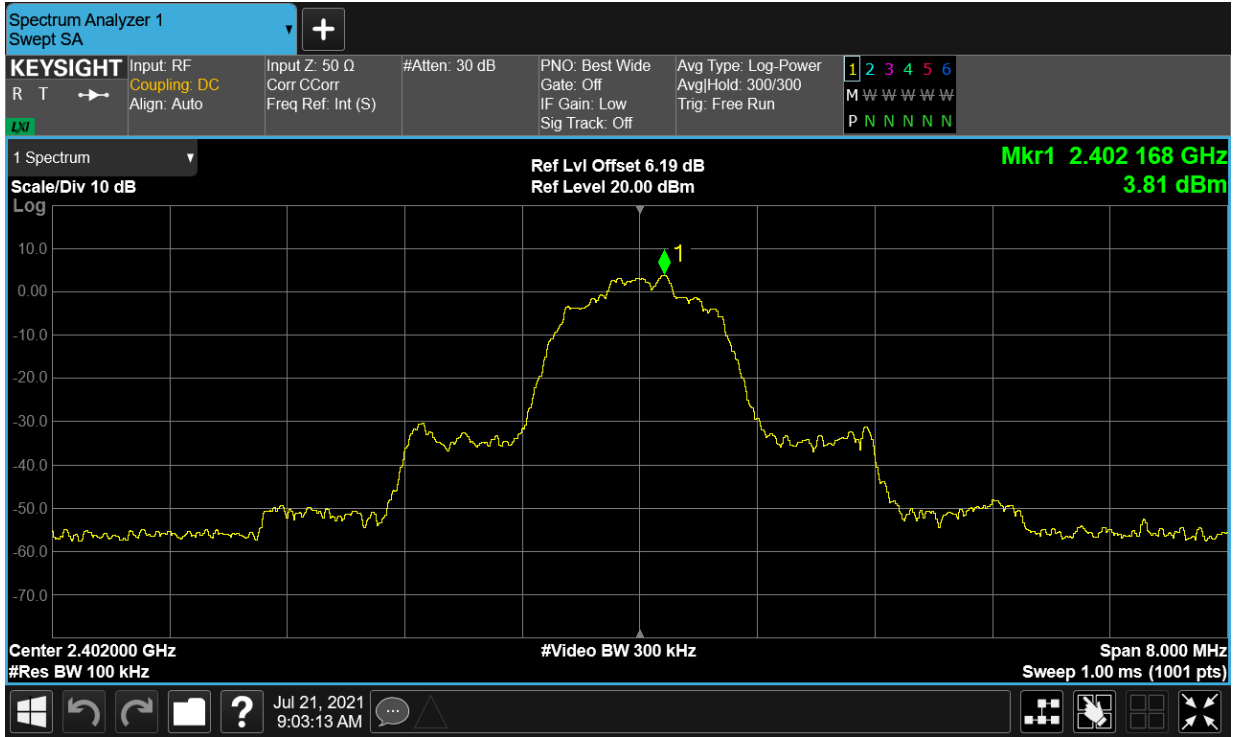 Spectrum Analyzer 1
Swept SA
KEYSIGHT
R T
LXI
Input: RF
Coupling: DC
Align: Auto
Input Z: 50 Ω
Corr CCorr
Freq Ref: Int (S)
#Atten: 30 dB
PNO: Best Wide
Gate: Off
IF Gain: Low
Sig Track: Off
Avg Type: Log-Power
Avg|Hold: 300/300
Trig: Free Run
1 2 3 4 5 6
M W W W W W
P N N N N N
1 Spectrum
Scale/Div 10 dB
Log
Ref Lvl Offset 6.19 dB
Ref Level 20.00 dBm
Mkr1 2.402 168 GHz
3.81 dBm
1
10.0
0.00
-10.0
-20.0
-30.0
-40.0
-50.0
-60.0
-70.0
Center 2.402000 GHz
#Res BW 100 kHz
#Video BW 300 kHz
Span 8.000 MHz
Sweep 1.00 ms (1001 pts)
?
Jul 21, 2021
9:03:13 AM